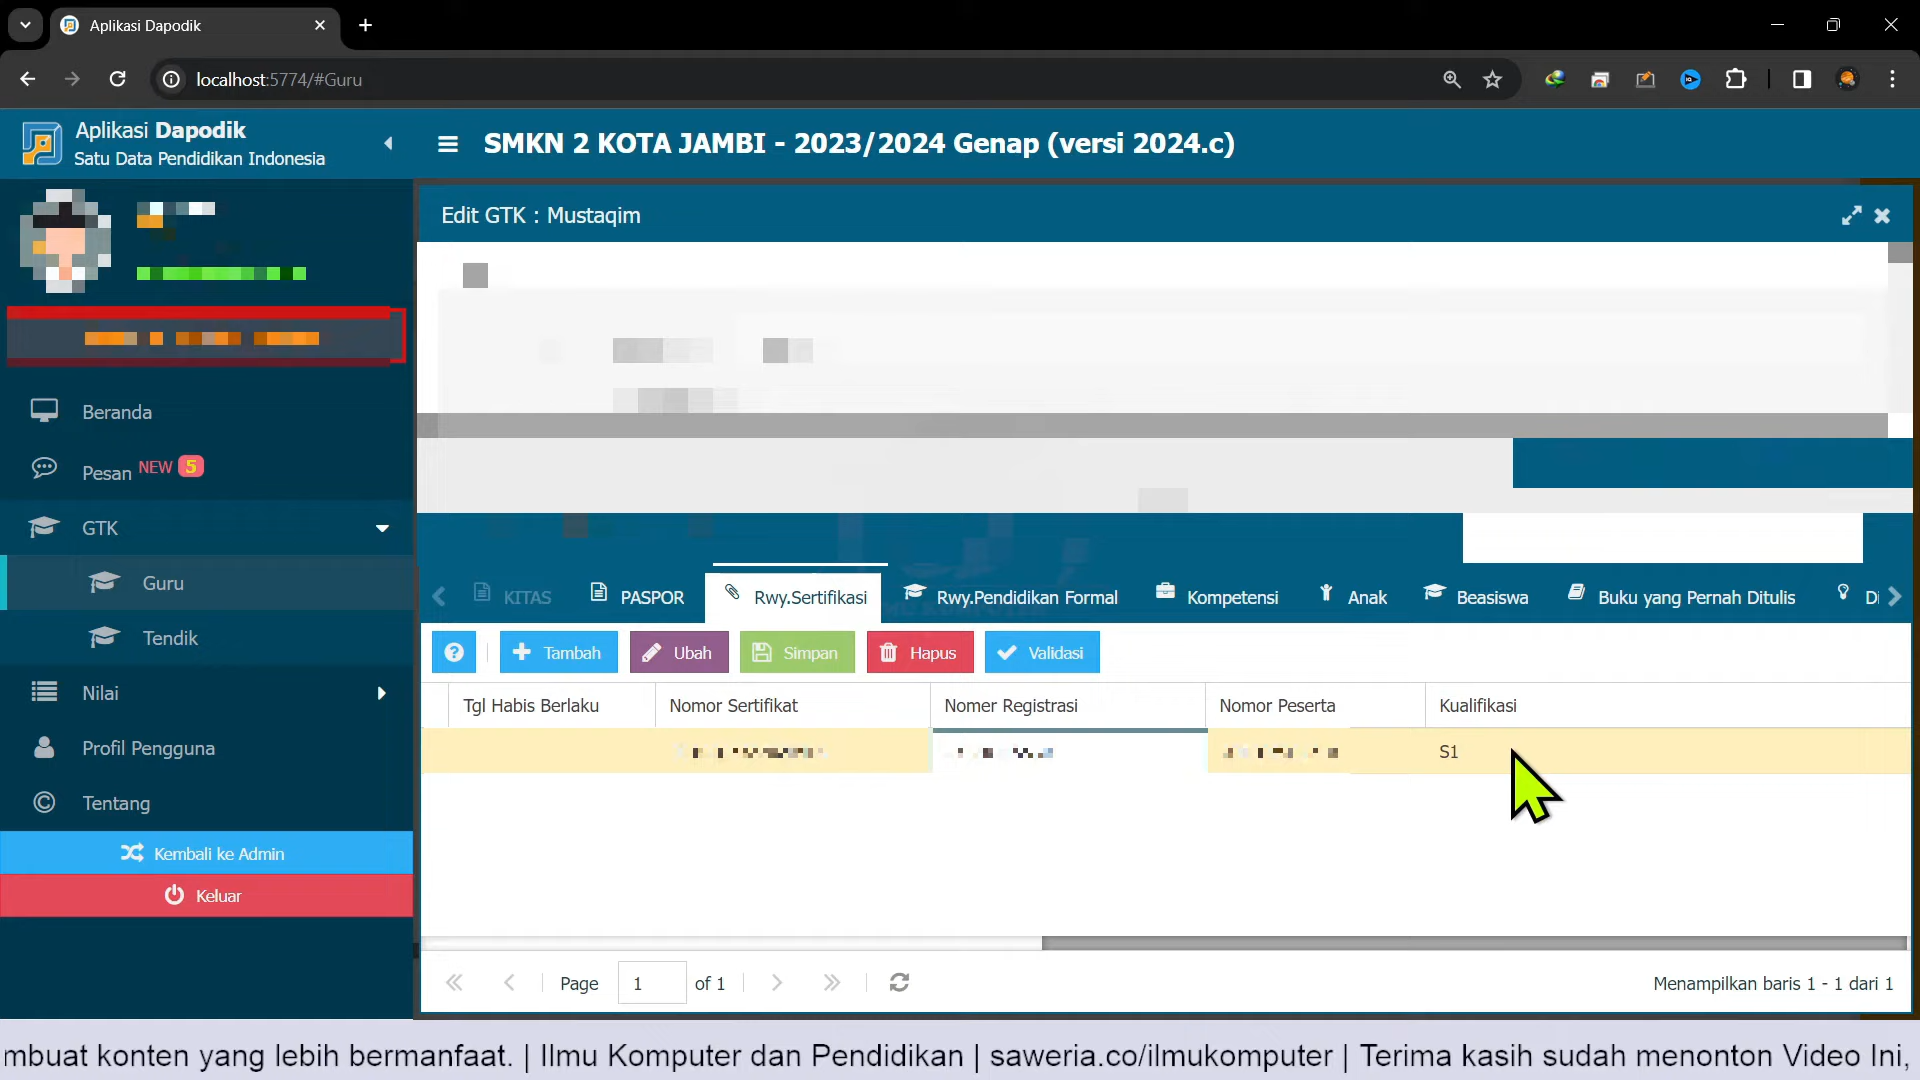 Aplikasi Dapodik
localhost:5774/#Guru
Aplikasi Dapodik
Satu Data Pendidikan Indonesia
SMKN 2 KOTA JAMBI - 2023/2024 Genap (versi 2024.c)
Edit GTK : Mustaqim
Beranda
Pesan NEW 5
GTK
Guru
Tendik
Nilai
Profil Pengguna
Tentang
Kembali ke Admin
Keluar
KITAS PASPOR Rwy.Sertifikasi Rwy.Pendidikan Formal Kompetensi Anak Beasiswa Buku yang Pernah Ditulis Di
? Tambah Ubah Simpan Hapus Validasi
Tgl Habis Berlaku Nomor Sertifikat Nomer Registrasi Nomor Peserta Kualifikasi
S1
Page 1 of 1
Menampilkan baris 1 - 1 dari 1
mbuat konten yang lebih bermanfaat. | Ilmu Komputer dan Pendidikan | saweria.co/ilmukomputer | Terima kasih sudah menonton Video Ini,